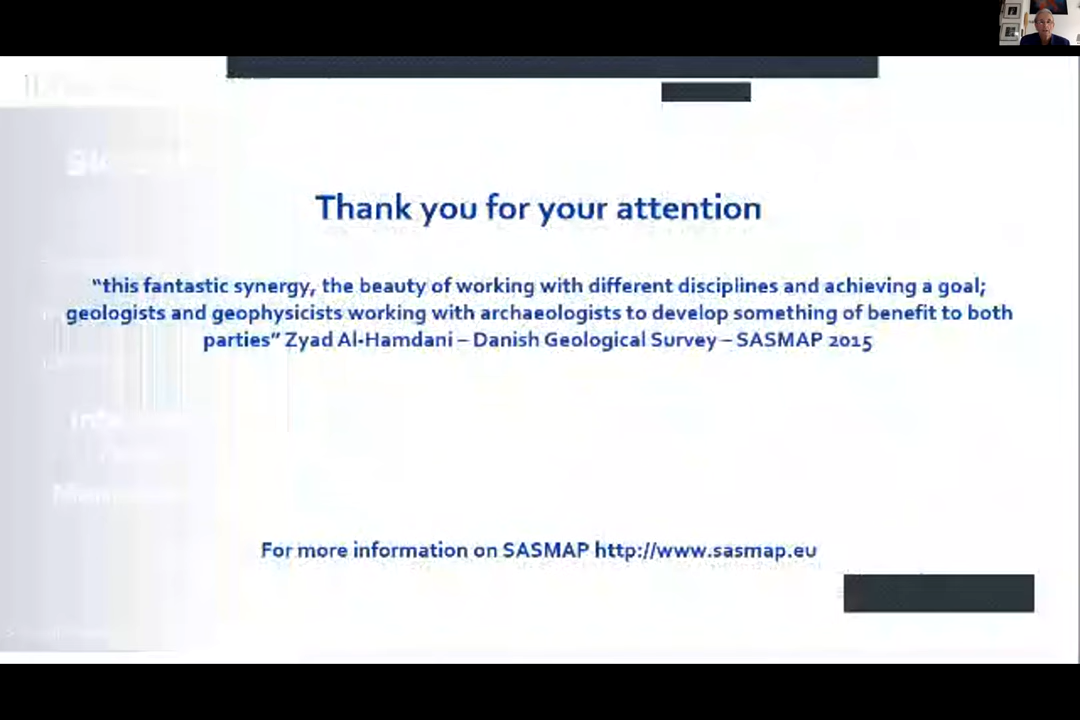 Thank you for your attention
“this fantastic synergy, the beauty of working with different disciplines and achieving a goal;
geologists and geophysicists working with archaeologists to develop something of benefit to both
parties” Zyad Al-Hamdani – Danish Geological Survey – SASMAP 2015
For more information on SASMAP http://www.sasmap.eu